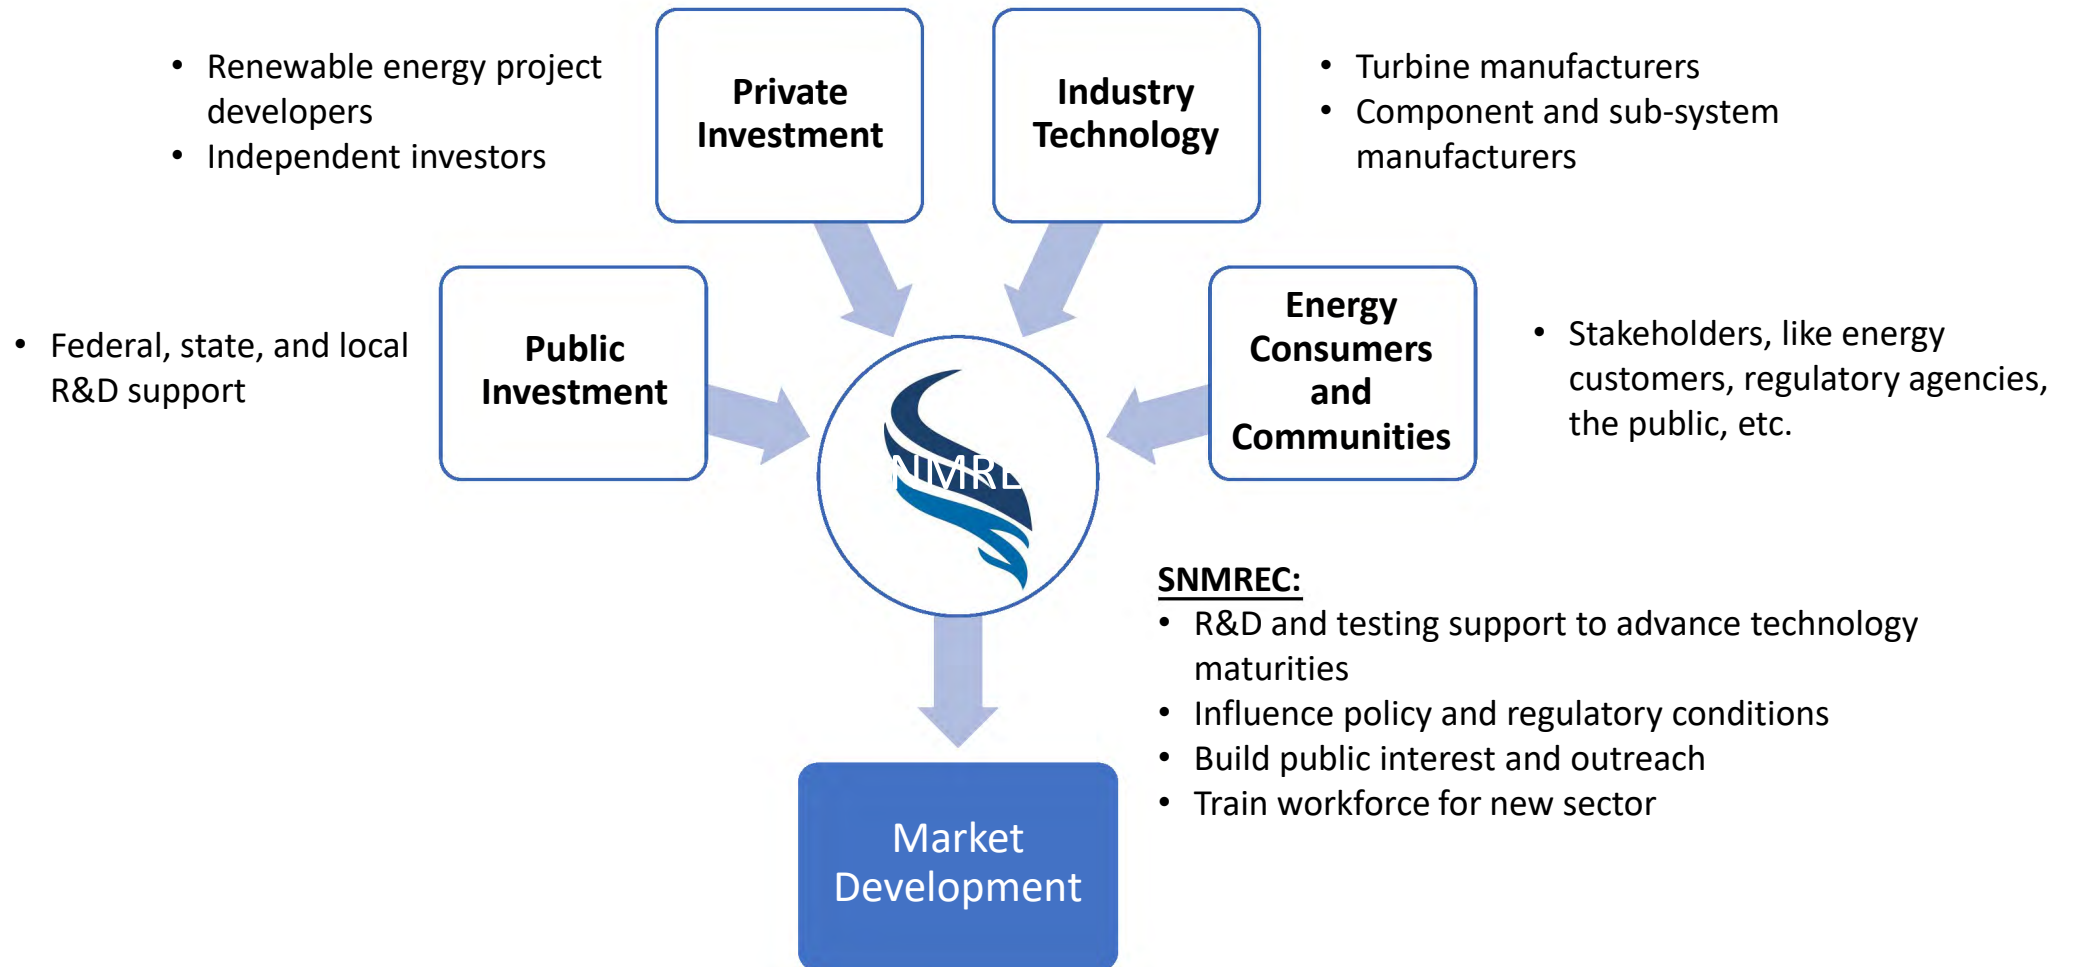 • Renewable energy project
developers
• Independent investors
Private
Investment
Industry
Technology
• Turbine manufacturers
• Component and sub-system
manufacturers
• Federal, state, and local
R&D support
Public
Investment
Energy
Consumers
and
Communities
• Stakeholders, like energy
customers, regulatory agencies,
the public, etc.
NMRE
SNMREC:
• R&D and testing support to advance technology
maturities
• Influence policy and regulatory conditions
• Build public interest and outreach
• Train workforce for new sector
Market
Development